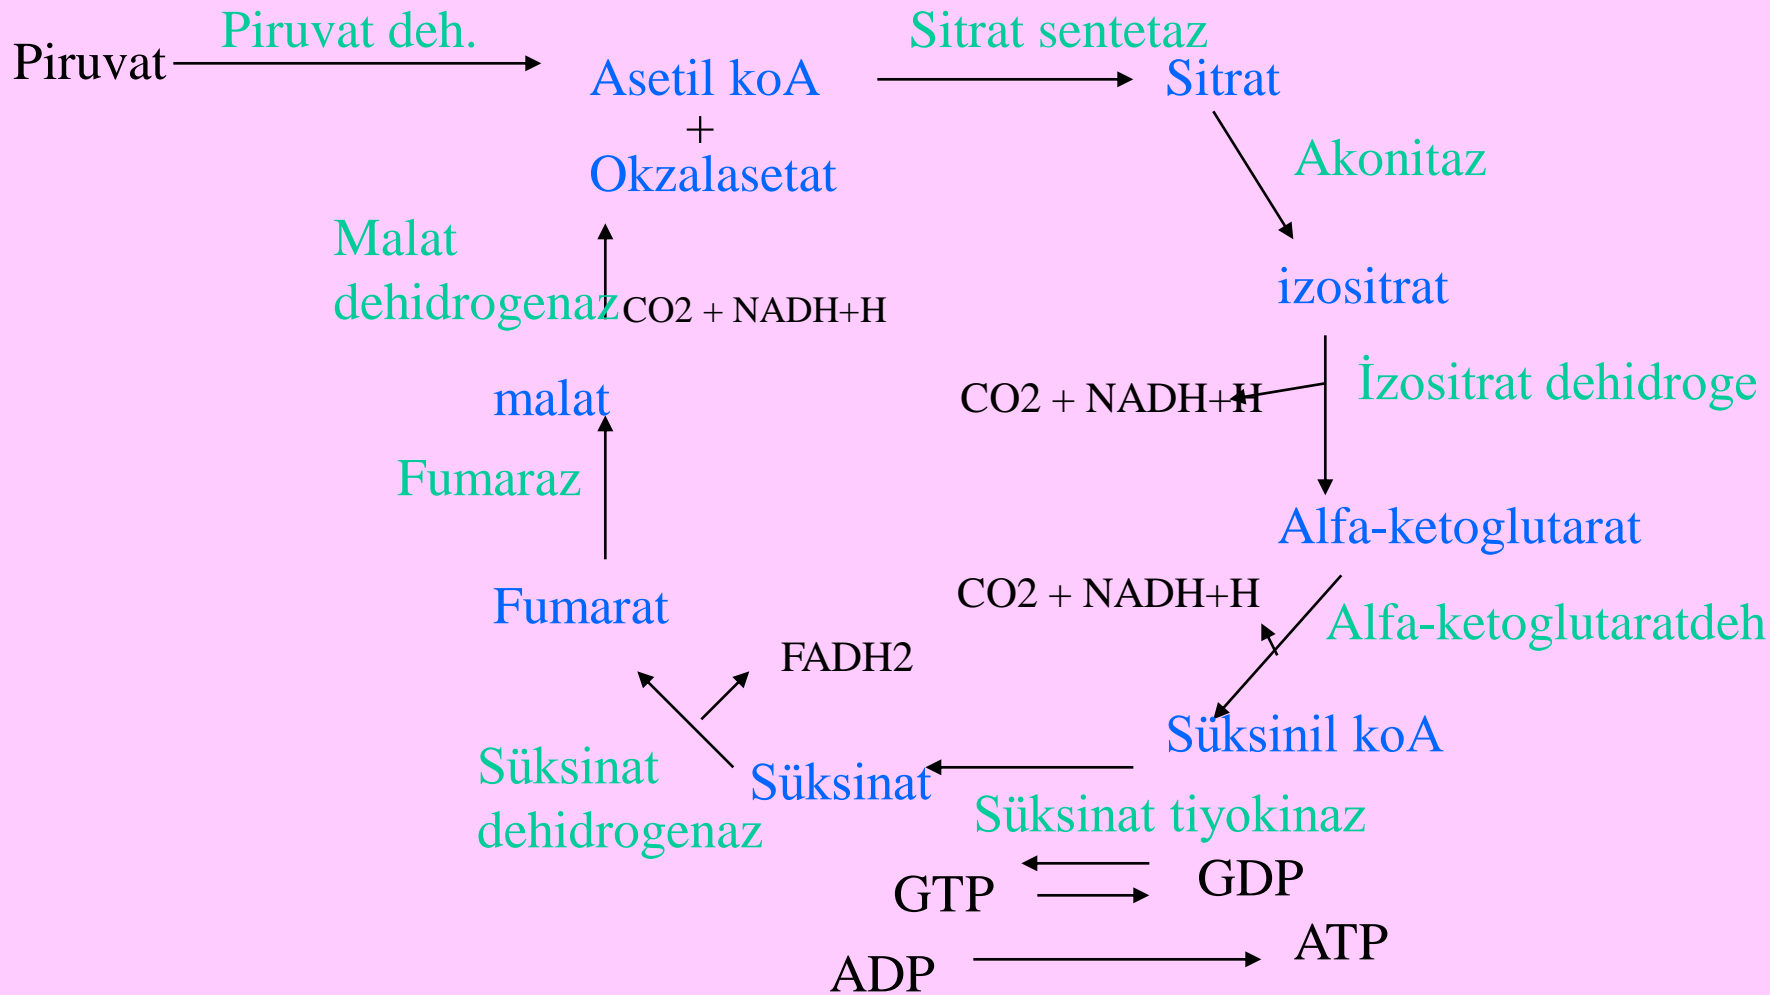 Piruvat
Piruvat deh.
Asetil koA
+
Okzalasetat
Sitrat sentetaz
Sitrat
Akonitaz
izositrat
İzositrat dehidroge
CO2 + NADH+H
Alfa-ketoglutarat
CO2 + NADH+H
Alfa-ketoglutaratdeh
Süksinil koA
Süksinat tiyokinaz
GTP
GDP
ADP
ATP
Süksinat
Süksinat
dehidrogenaz
FADH2
Fumarat
Fumaraz
malat
Malat
dehidrogenaz
CO2 + NADH+H